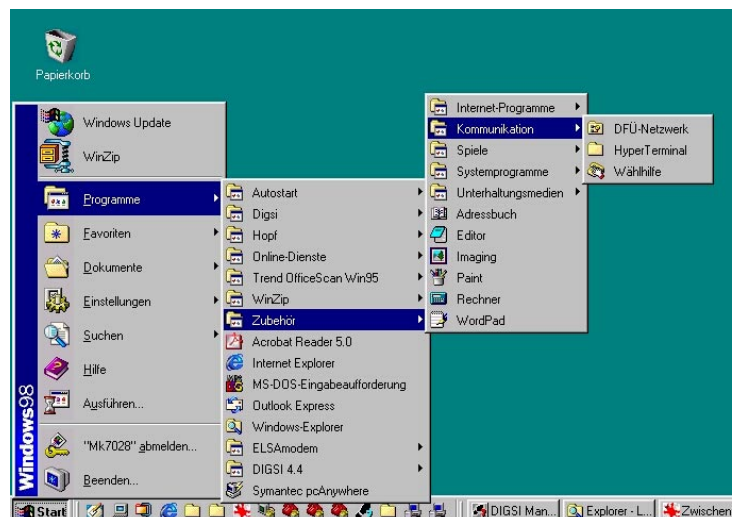 Papierkorb
Windows Update
WinZip
Programme
Favoriten
Dokumente
Einstellungen
Suchen
Hilfe
Ausführen...
"Mk7028" abmelden...
Beenden...
Windows98
Autostart
Digsi
Hopf
Online-Dienste
Trend OfficeScan Win95
WinZip
Zubehör
Acrobat Reader 5.0
Internet Explorer
MS-DOS-Eingabeaufforderung
Outlook Express
Windows-Explorer
ELSAmodem
DIGSI 4.4
Symantec pcAnywhere
Internet-Programme
Kommunikation
Spiele
Systemprogramme
Unterhaltungsmedien
Adressbuch
Editor
Imaging
Paint
Rechner
WordPad
DFÜ-Netzwerk
HyperTerminal
Wählhilfe
Start
DIGSI Man...
Explorer - L...
Zwischen